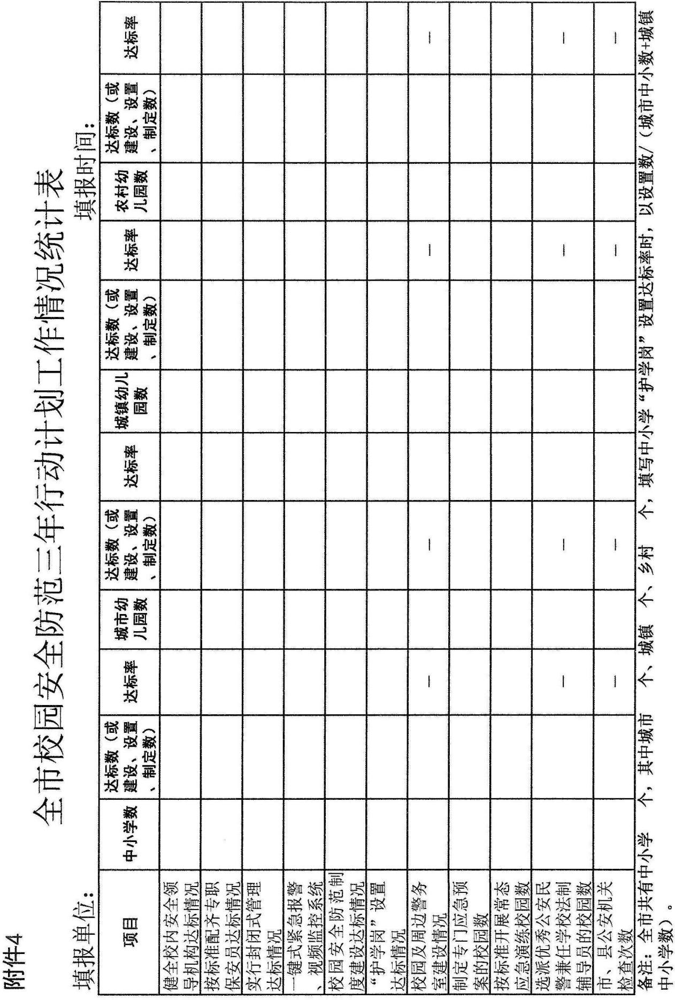 附件4
全市校园安全防范三年行动计划工作情况统计表
填报单位：
填报时间：
项目
中小学数
达标数（或
建设、设置
、制定数）
达标率
城市幼
儿园数
达标数（或
建设、设置
、制定数）
达标率
城镇幼儿
园数
达标数（或
建设、设置
、制定数）
达标率
农村幼
儿园数
达标数（或
建设、设置
、制定数）
达标率
健全校内安全领
导机构达标情况
按标准配齐专职
保安员达标情况
实行封闭式管理
达标情况
一键式紧急报警
、视频监控系统
校园安全防范制
度建设达标情况
“护学岗”设置
达标情况
校园及周边警务
室建设情况
—
—
—
—
制定专门应急预
案的校园数
按标准开展常态
应急演练校园数
选派优秀公安民
警兼任学校法制
辅导员的校园数
—
—
—
—
市、县公安机关
检查次数
—
—
—
—
备注：全市共有中小学 个，其中城市 个、城镇 个、乡村 个，填写中小学“护学岗”设置达标率时，以设置数/（城市中小数+城镇
中小学数）。